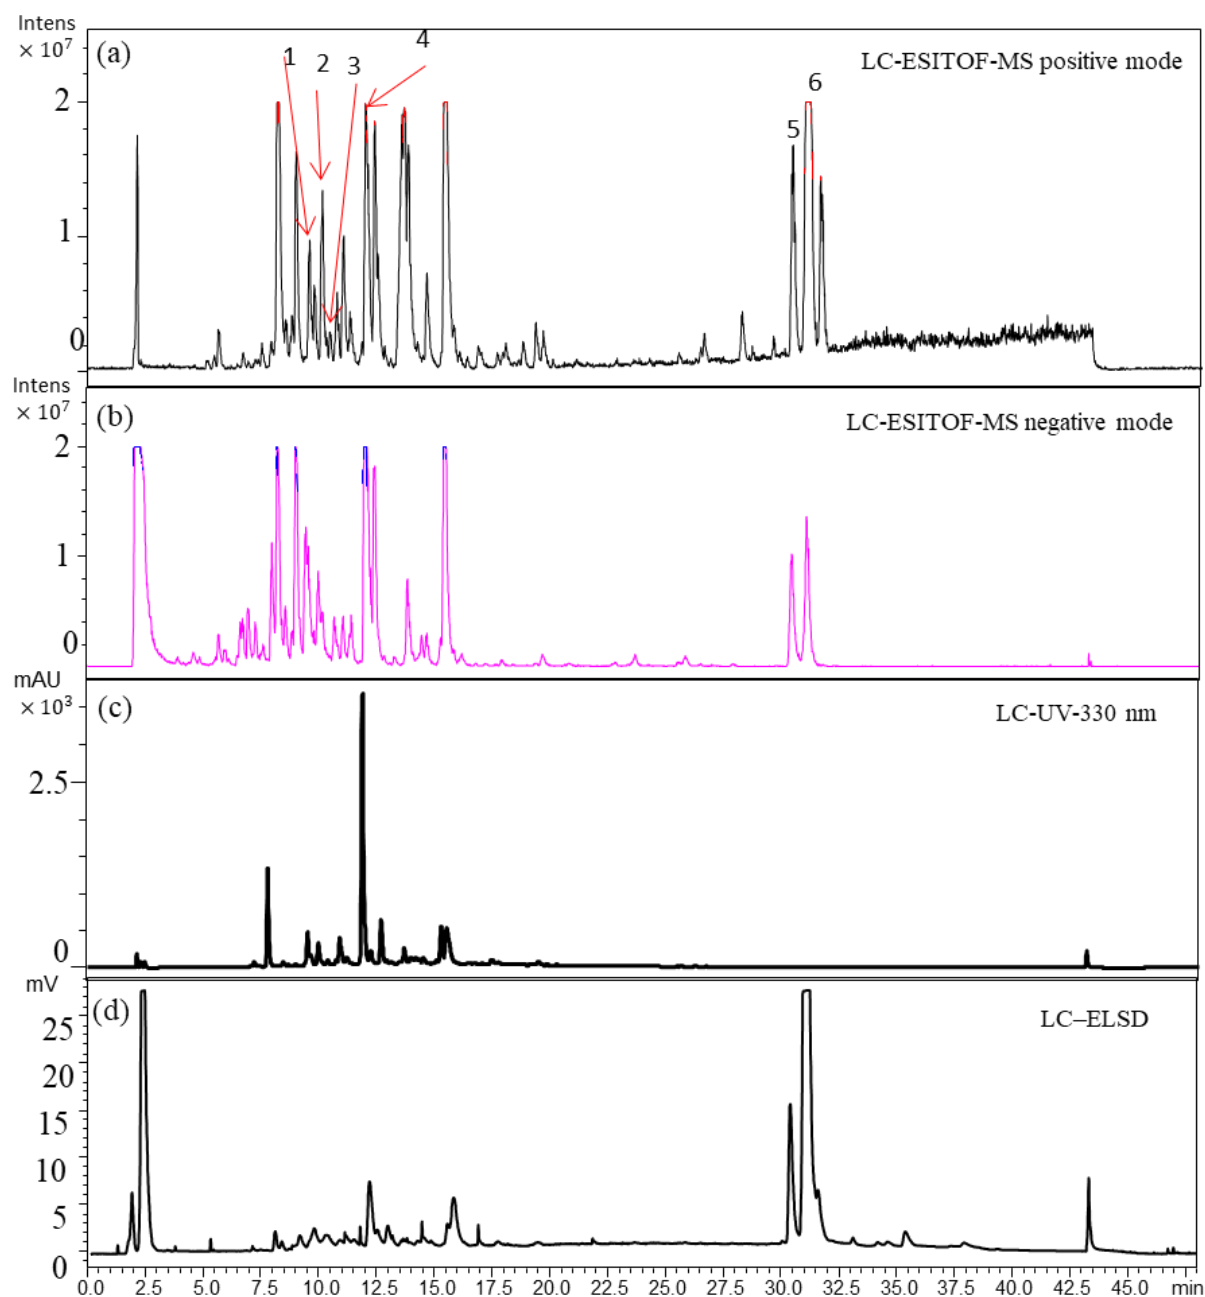 Intens
× 10⁷
(a)
1
2
3
4
LC-ESITOF-MS positive mode
6
5
2
1
0
Intens
× 10⁷
(b)
LC-ESITOF-MS negative mode
2
1
0
mAU
× 10³
(c)
LC-UV-330 nm
2.5
0
mV
(d)
LC–ELSD
25
20
15
10
5
0
0.0 2.5 5.0 7.5 10.0 12.5 15.0 17.5 20.0 22.5 25.0 27.5 30.0 32.5 35.0 37.5 40.0 42.5 45.0 min